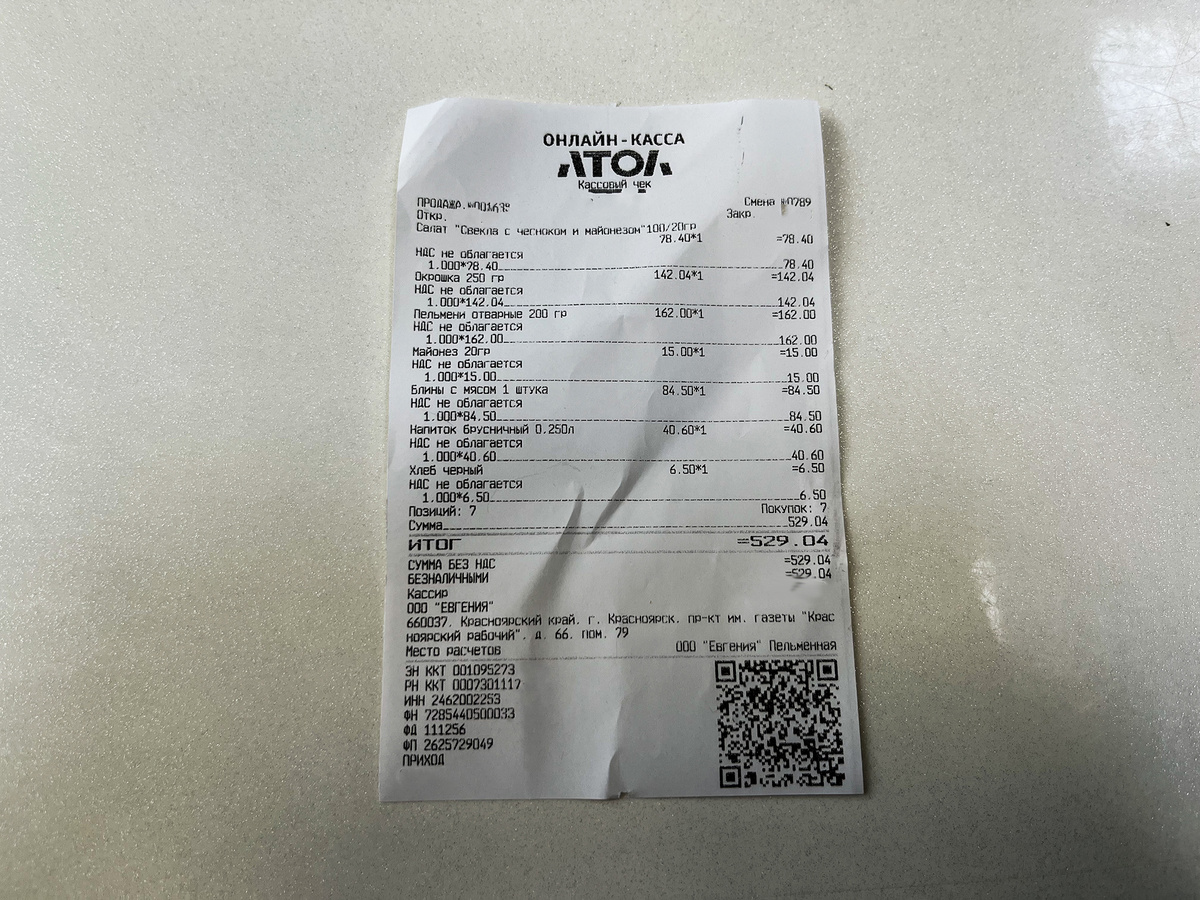 ОНЛАЙН-КАССА
АТОЛ
Кассовый чек
ПРОДАЖА Смена №0789
Откр. Закр.
Салат "Свекла с чесноком и майонезом"100/20гр
78.40*1 =78.40
НДС не облагается
1.000*78.40 78.40
Окрошка 250 гр 142.04*1 =142.04
НДС не облагается
1.000*142.04 142.04
Пельмени отварные 200 гр 162.00*1 =162.00
НДС не облагается
1.000*162.00 162.00
Майонез 20гр 15.00*1 =15.00
НДС не облагается
1.000*15.00 15.00
Блины с мясом 1 штука 84.50*1 =84.50
НДС не облагается
1.000*84.50 84.50
Напиток брусничный 0.250л 40.60*1 =40.60
НДС не облагается
1.000*40.60 40.60
Хлеб черный 6.50*1 =6.50
НДС не облагается
1.000*6.50 6.50
Позиций: 7 Покупок: 7
Сумма 529.04
ИТОГ =529.04
СУММА БЕЗ НДС =529.04
БЕЗНАЛИЧНЫМИ =529.04
Кассир
ООО "ЕВГЕНИЯ"
660037, Красноярский край, г. Красноярск, пр-кт им. газеты "Крас
ноярский рабочий", д. 66, пом. 79
Место расчетов ООО "Евгения" Пельменная
ЗН ККТ 001095273
РН ККТ 0007301117
ИНН 2462002253
ФН 7285440500033
ФД 111256
ФП 2625729049
ПРИХОД